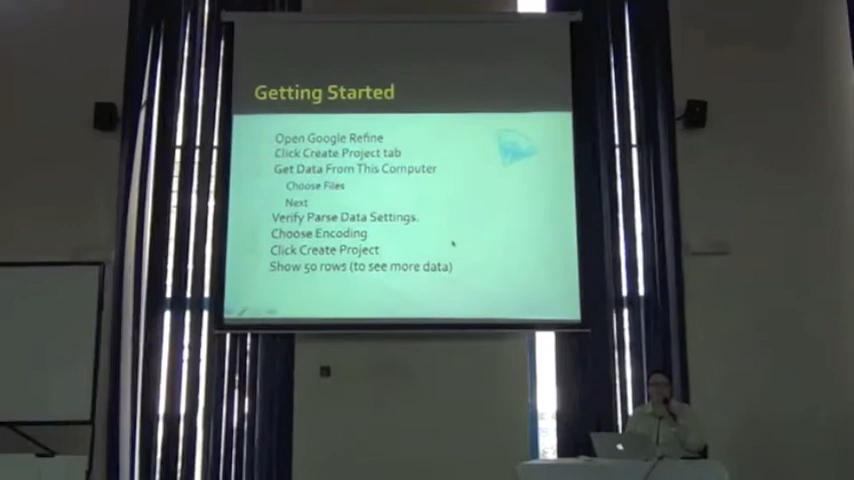 Getting Started
Open Google Refine
Click Create Project tab
Get Data From This Computer
Choose Files
Next
Verify Parse Data Settings.
Choose Encoding
Click Create Project
Show 50 rows (to see more data)